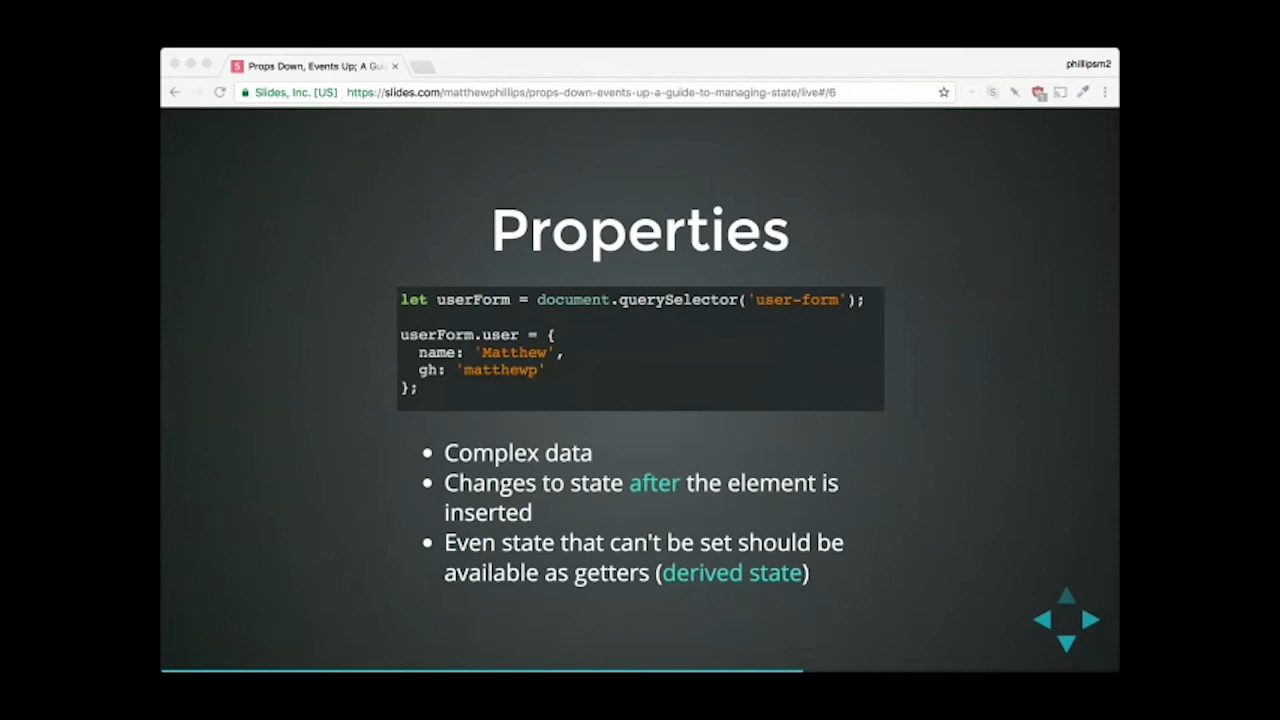 Props Down, Events Up; A Gu
phillipsm2
Slides, Inc. [US] https://slides.com/matthewphillips/props-down-events-up-a-guide-to-managing-state/live#/6
Properties
let userForm = document.querySelector('user-form');
userForm.user = {
name: 'Matthew',
gh: 'matthewp'
};
• Complex data
• Changes to state after the element is
inserted
• Even state that can't be set should be
available as getters (derived state)